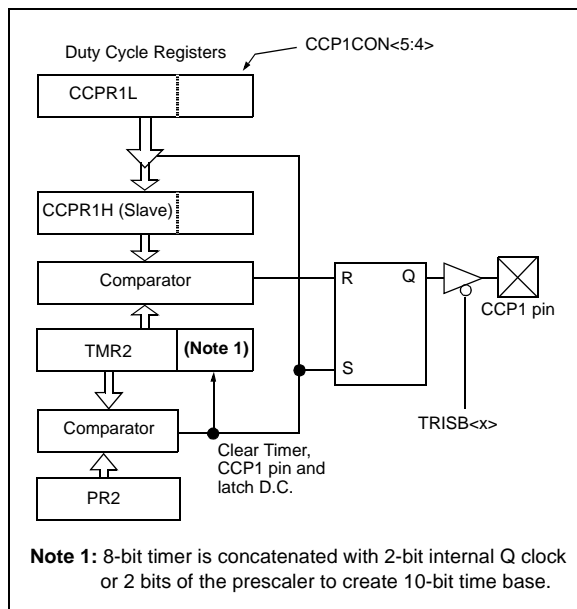 Duty Cycle Registers
CCP1CON<5:4>
CCPR1L
CCPR1H (Slave)
Comparator
R
Q
CCP1 pin
TMR2
(Note 1)
S
TRISB<x>
Comparator
Clear Timer,
CCP1 pin and
latch D.C.
PR2
Note 1: 8-bit timer is concatenated with 2-bit internal Q clock
or 2 bits of the prescaler to create 10-bit time base.